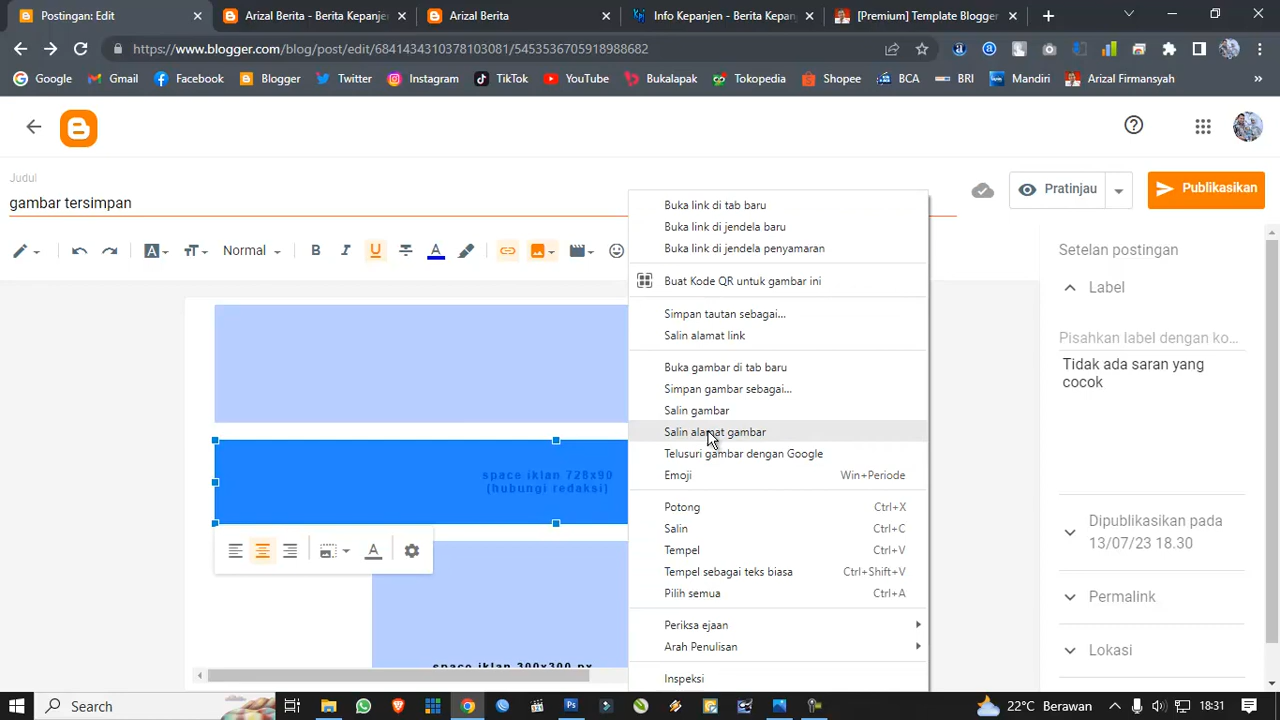 Postingan: Edit
Arizal Berita - Berita Kepanjen
Arizal Berita
Info Kepanjen - Berita Kepanjen
[Premium] Template Blogger
https://www.blogger.com/blog/post/edit/6841434310378103081/5453536705918988682
Google
Gmail
Facebook
Blogger
Twitter
Instagram
TikTok
YouTube
Bukalapak
Tokopedia
Shopee
BCA
BRI
Mandiri
Arizal Firmansyah
Judul
gambar tersimpan
Pratinjau
Publikasikan
Normal
Buka link di tab baru
Buka link di jendela baru
Buka link di jendela penyamaran
Buat Kode QR untuk gambar ini
Simpan tautan sebagai...
Salin alamat link
Buka gambar di tab baru
Simpan gambar sebagai...
Salin gambar
Salin alamat gambar
Telusuri gambar dengan Google
Emoji Win+Periode
Potong Ctrl+X
Salin Ctrl+C
Tempel Ctrl+V
Tempel sebagai teks biasa Ctrl+Shift+V
Pilih semua Ctrl+A
Periksa ejaan
Arah Penulisan
Inspeksi
space iklan 728x90
(hubungi redaksi)
space iklan 300x300 px
Setelan postingan
Label
Pisahkan label dengan ko...
Tidak ada saran yang
cocok
Dipublikasikan pada
13/07/23 18.30
Permalink
Lokasi
Search
22°C Berawan
18:31